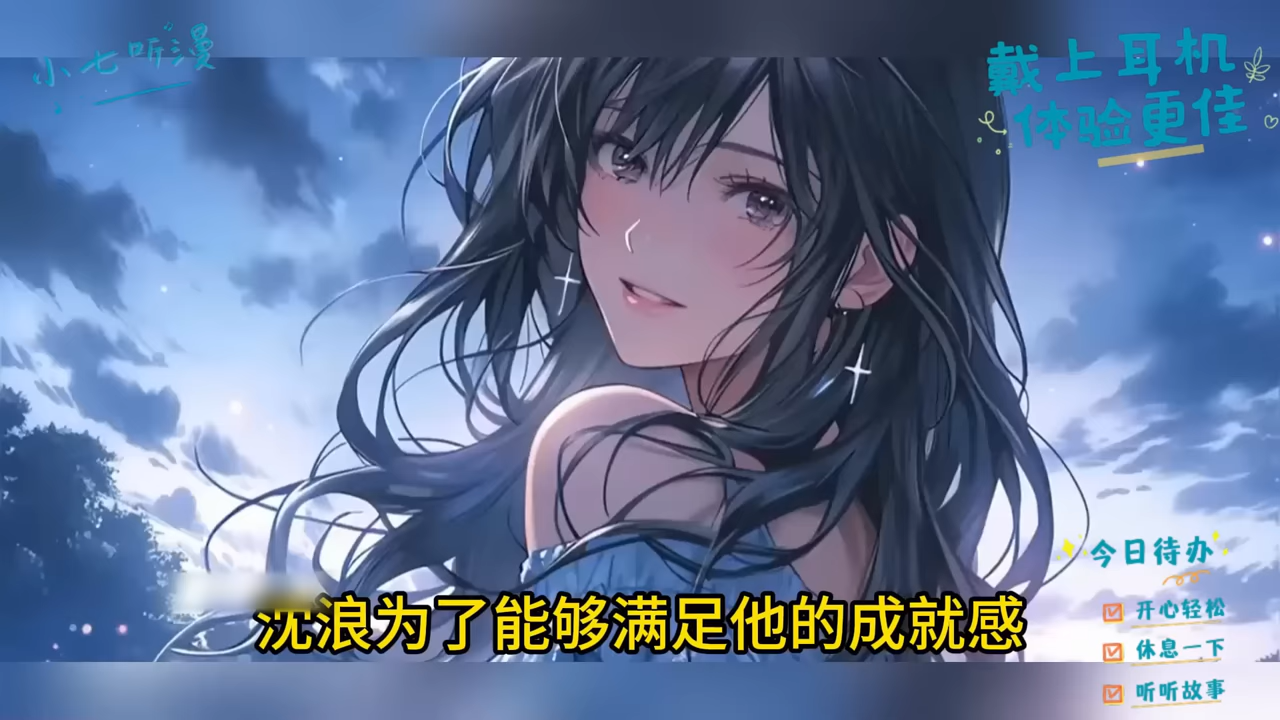 小七听漫
戴上耳机
体验更佳
今日待办
开心轻松
休息一下
听听故事
沈浪为了能够满足他的成就感